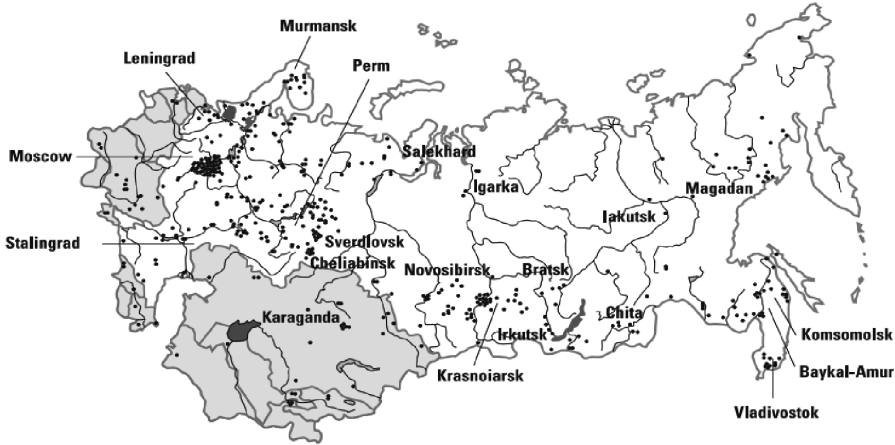 Murmansk
Leningrad
Perm
Moscow
Salekhard
Igarka
Magadan
Iakutsk
Stalingrad
Sverdlovsk
Cheliabinsk
Novosibirsk
Bratsk
Karaganda
Chita
Irkutsk
Komsomolsk
Krasnoiarsk
Baykal-Amur
Vladivostok